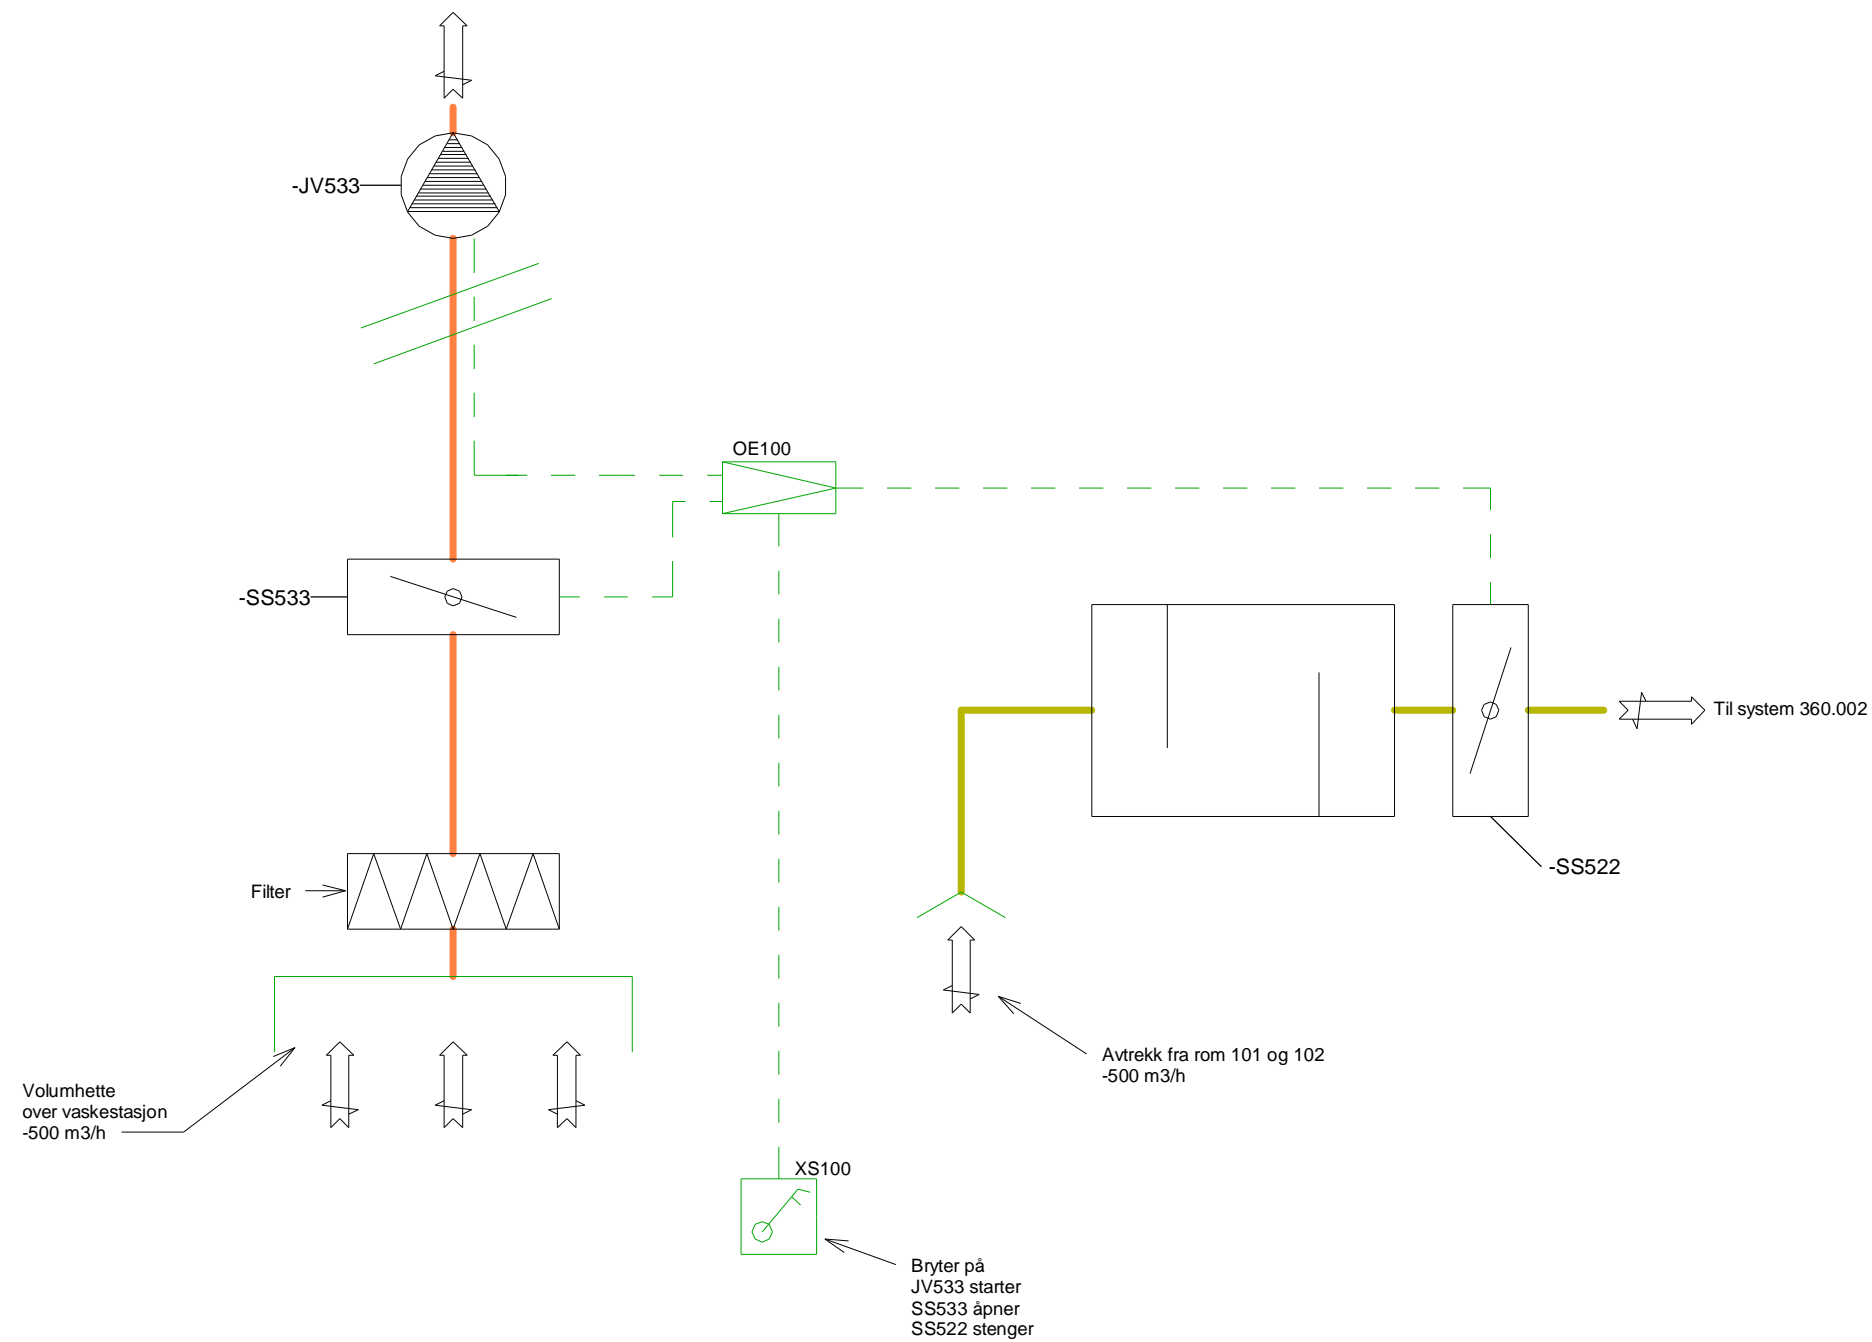 -JV533
OE100
-SS533
Til system 360.002
-SS522
Filter
Avtrekk fra rom 101 og 102
-500 m3/h
Volumhette
over vaskestasjon
-500 m3/h
XS100
Bryter på
JV533 starter
SS533 åpner
SS522 stenger